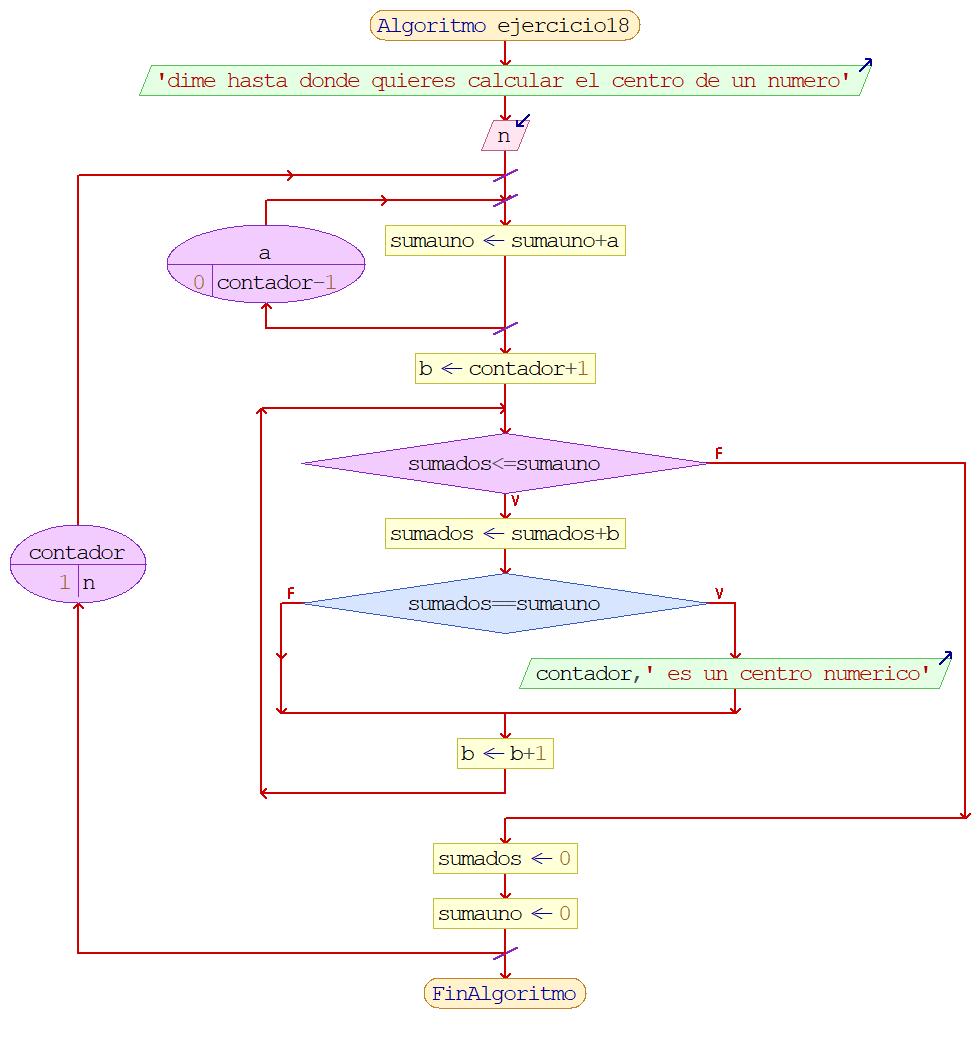 Algoritmo ejercicio18
'dime hasta donde quieres calcular el centro de un numero'
n
sumauno ← sumauno+a
a
0 contador-1
b ← contador+1
sumados<=sumauno
F
V
sumados ← sumados+b
contador
1 n
sumados==sumauno
F
V
contador,' es un centro numerico'
b ← b+1
sumados ← 0
sumauno ← 0
FinAlgoritmo